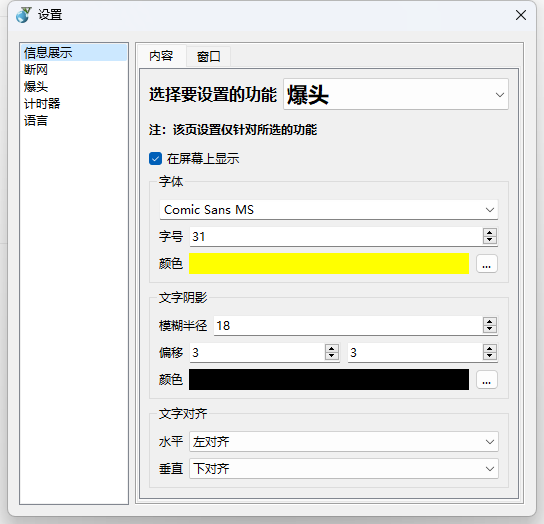 设置
信息展示
断网
爆头
计时器
语言
内容 窗口
选择要设置的功能 爆头
注：该页设置仅针对所选的功能
在屏幕上显示
字体
Comic Sans MS
字号 31
颜色 ...
文字阴影
模糊半径 18
偏移 3 3
颜色 ...
文字对齐
水平 左对齐
垂直 下对齐